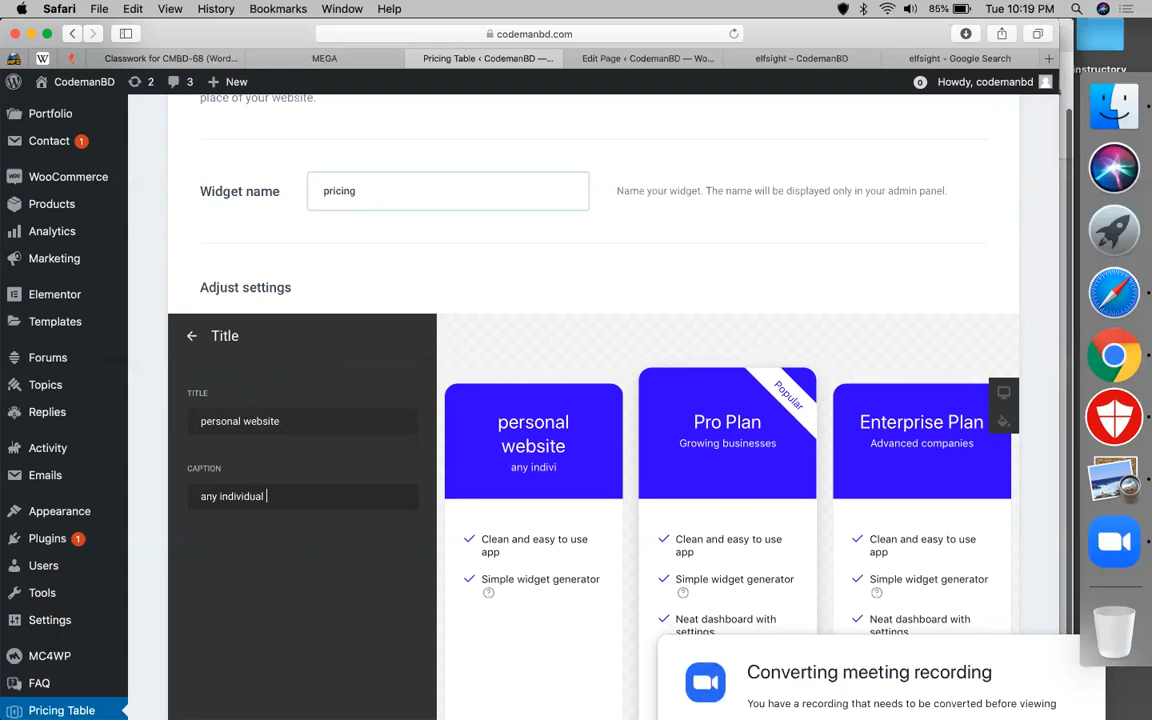 Safari File Edit View History Bookmarks Window Help 85% Tue 10:19 PM
codemanbd.com
W Classwork for CMBD-68 (Word... MEGA Pricing Table ‹ CodemanBD —... Edit Page ‹ CodemanBD — Wo... elfsight – CodemanBD elfsight - Google Search
CodemanBD 2 3 New 0 Howdy, codemanbd
Portfolio
Contact 1
WooCommerce
Products
Analytics
Marketing
Elementor
Templates
Forums
Topics
Replies
Activity
Emails
Appearance
Plugins 1
Users
Tools
Settings
MC4WP
FAQ
Pricing Table
place of your website.
Widget name
pricing
Name your widget. The name will be displayed only in your admin panel.
Adjust settings
Title
TITLE
personal website
CAPTION
any individual
personal
website
any indivi
Clean and easy to use
app
Simple widget generator
?
Popular
Pro Plan
Growing businesses
Clean and easy to use
app
Simple widget generator
?
Neat dashboard with
settings
Enterprise Plan
Advanced companies
Clean and easy to use
app
Simple widget generator
?
Neat dashboard with
settings
Converting meeting recording
You have a recording that needs to be converted before viewing